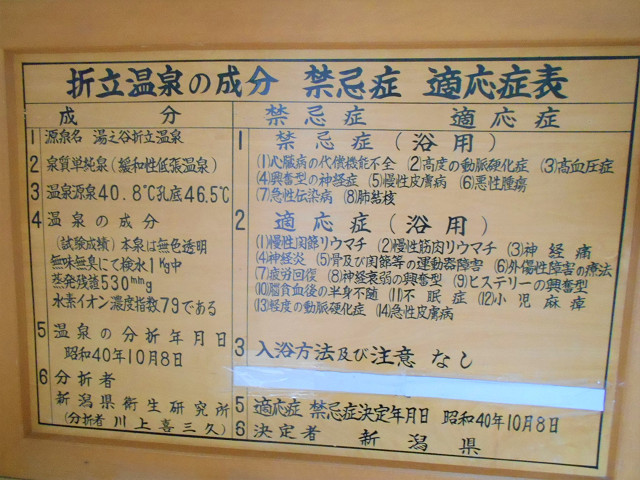 折立温泉の成分 禁忌症 適応症表
成分
1 源泉名 湯之谷折立温泉
2 泉質単純泉(緩和性低張温泉)
3 温泉源泉40.8℃孔底46.5℃
4 温泉の成分
(試験成績)本泉は無色透明
無味無臭にて検水1Kg中
蒸発残渣530mmg
水素イオン濃度指数79である
5 温泉の分折年月日
昭和40年10月8日
6 分折者
新潟県衛生研究所
(分折者 川上喜三久)
禁忌症 適応症
1 禁忌症(浴用)
(1)心臓病の代償機能不全 (2)高度の動脈硬化症 (3)高血圧症
(4)興奮型の神経症 (5)慢性皮膚病 (6)悪性腫瘍
(7)急性伝染病 (8)肺結核
2 適応症(浴用)
(1)慢性関節リウマチ (2)慢性筋肉リウマチ (3)神経痛
(4)神経炎 (5)骨及び関節等の運動器障害 (6)外傷性障害の療法
(7)疲労回復 (8)神経衰弱の興奮型 (9)ヒステリーの興奮型
(10)脳貧血後の半身不随 (11)不眠症 (12)小児麻痺
(13)軽度の動脈硬化症 (14)急性皮膚病
3 入浴方法及び注意 なし
5 適応症 禁忌症決定年月日 昭和40年10月8日
6 決定者 新潟県